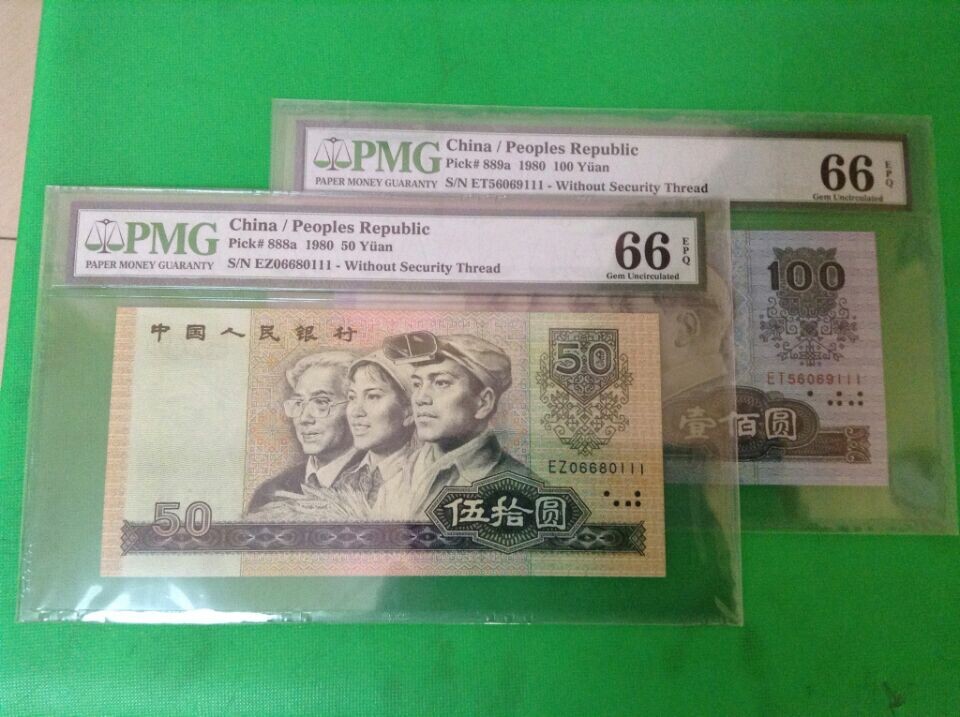 PMG
PAPER MONEY GUARANTY
China / Peoples Republic
Pick# 889a 1980 100 Yüan
S/N ET56069111 - Without Security Thread
66 EPQ
Gem Uncirculated
100
ET56069111
壹佰圆
PMG
PAPER MONEY GUARANTY
China / Peoples Republic
Pick# 888a 1980 50 Yüan
S/N EZ06680111 - Without Security Thread
66 EPQ
Gem Uncirculated
中国人民银行
50
EZ06680111
50
伍拾圆